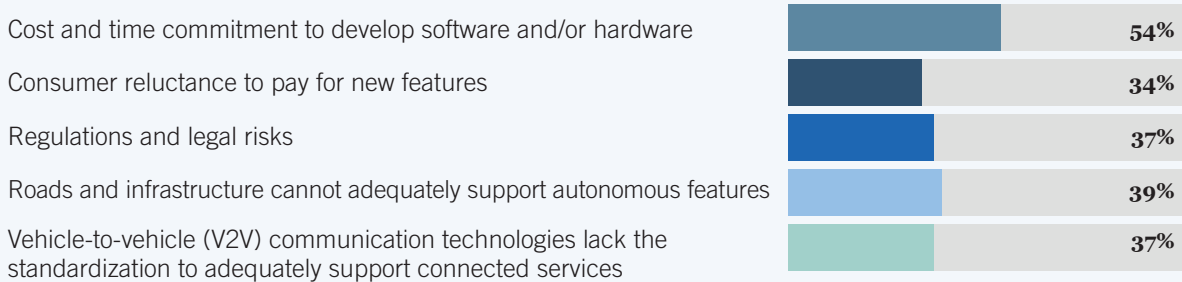 Cost and time commitment to develop software and/or hardware 54%
Consumer reluctance to pay for new features 34%
Regulations and legal risks 37%
Roads and infrastructure cannot adequately support autonomous features 39%
Vehicle-to-vehicle (V2V) communication technologies lack the 37%
standardization to adequately support connected services